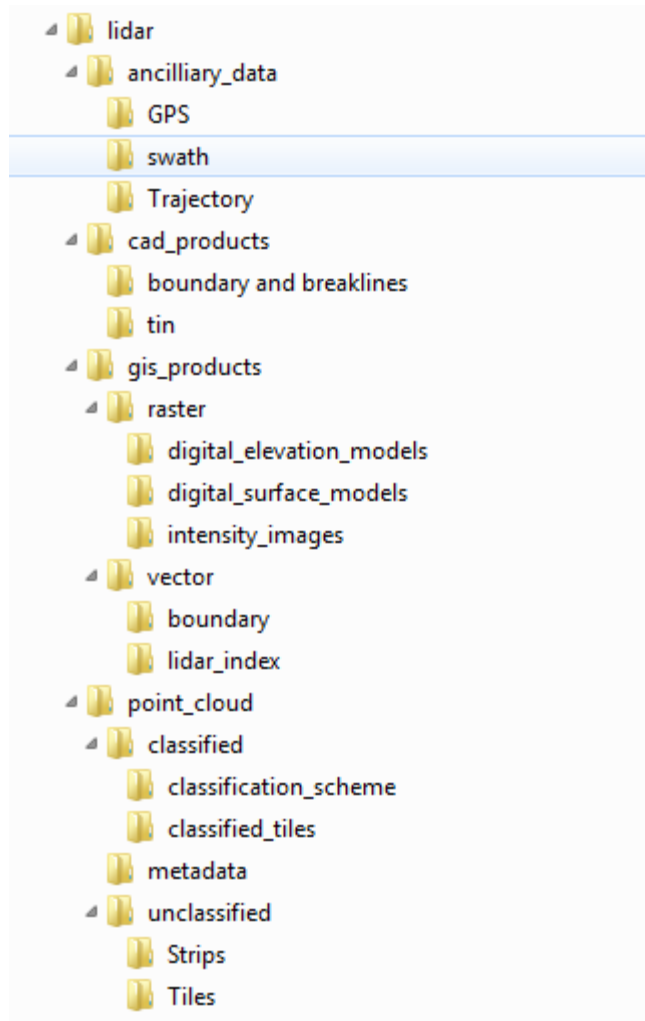 lidar
ancilliary_data
GPS
swath
Trajectory
cad_products
boundary and breaklines
tin
gis_products
raster
digital_elevation_models
digital_surface_models
intensity_images
vector
boundary
lidar_index
point_cloud
classified
classification_scheme
classified_tiles
metadata
unclassified
Strips
Tiles